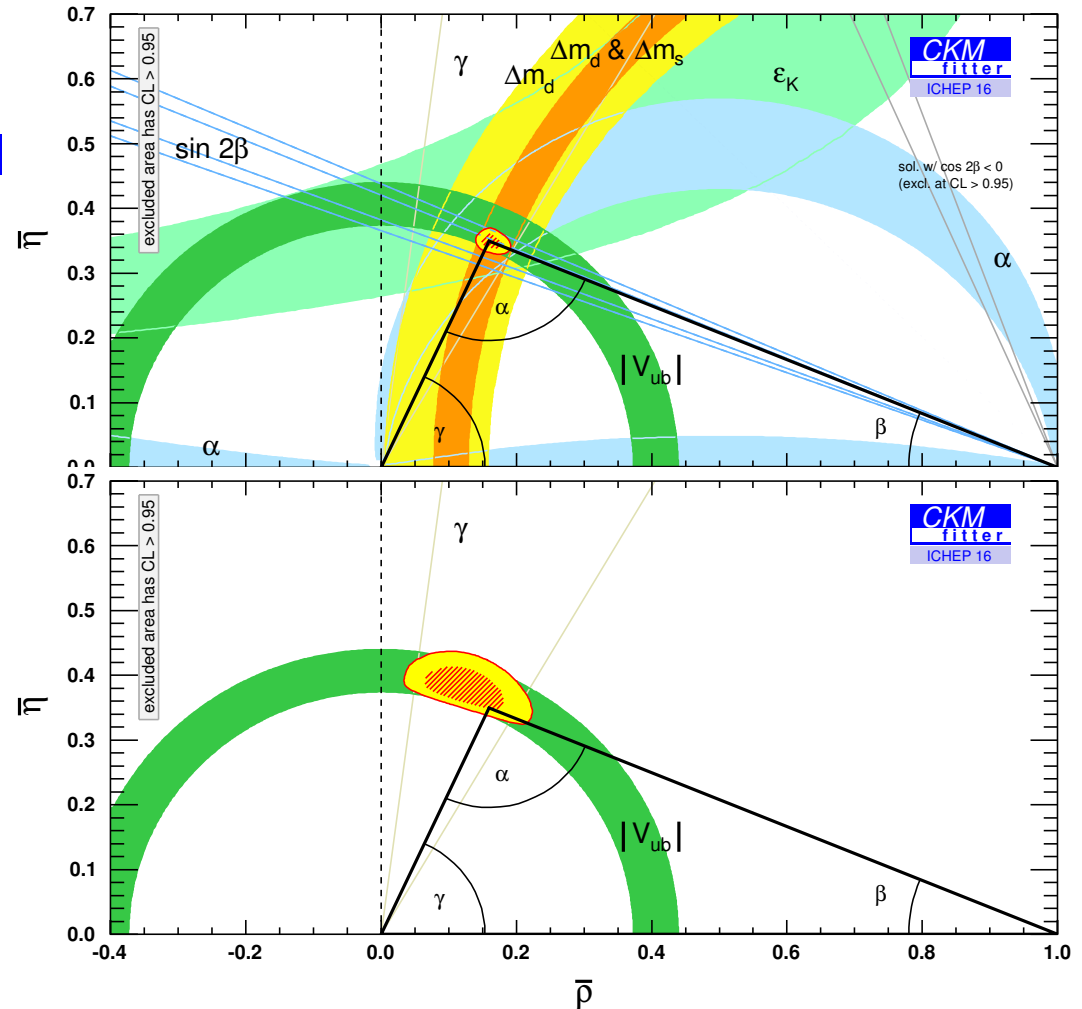 0.7
0.6
0.5
0.4
0.3
0.2
0.1
0.0
η̄
excluded area has CL > 0.95
γ
Δm_d
Δm_d & Δm_s
ε_K
CKM
fitter
ICHEP 16
sin 2β
sol. w/ cos 2β < 0
(excl. at CL > 0.95)
α
α
|V_ub|
γ
β
α
0.7
0.6
0.5
0.4
0.3
0.2
0.1
0.0
η̄
excluded area has CL > 0.95
γ
CKM
fitter
ICHEP 16
α
|V_ub|
γ
β
-0.4 -0.2 0.0 0.2 0.4 0.6 0.8 1.0
ρ̄